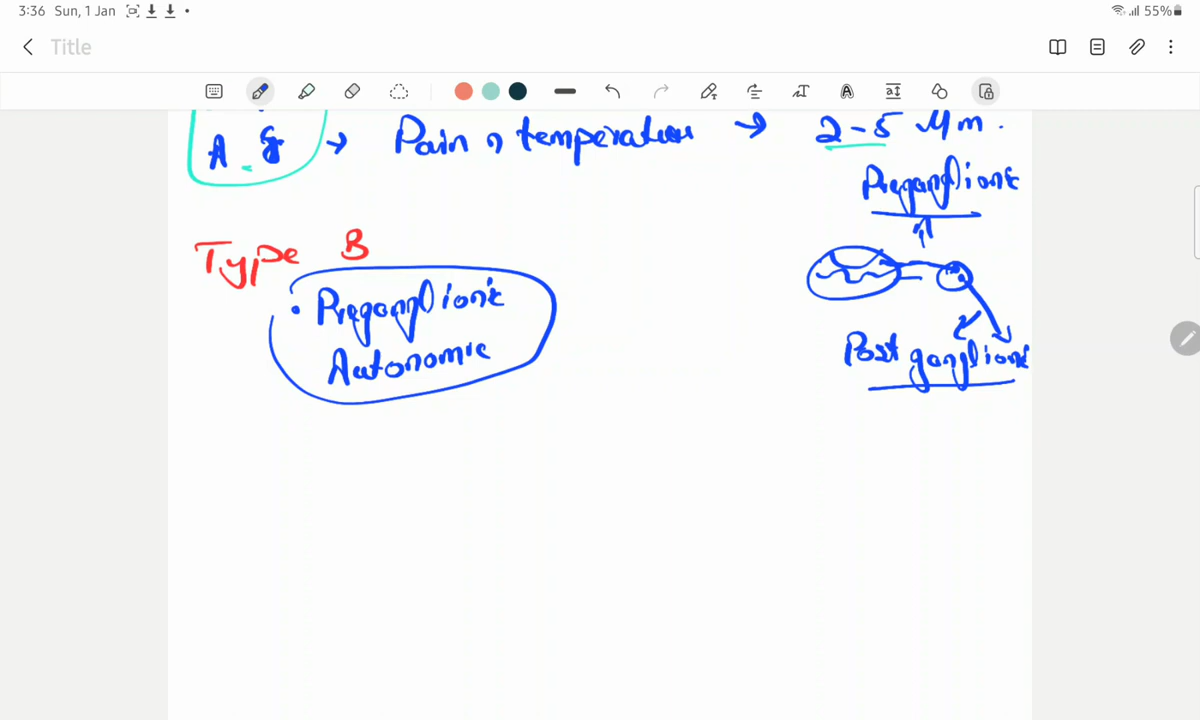 3:36 Sun, 1 Jan 55%
Title
A δ → Pain, temperature → 2-5 μm.
Preganglionic
Type B
• Preganglionic
Autonomic
Post ganglionic